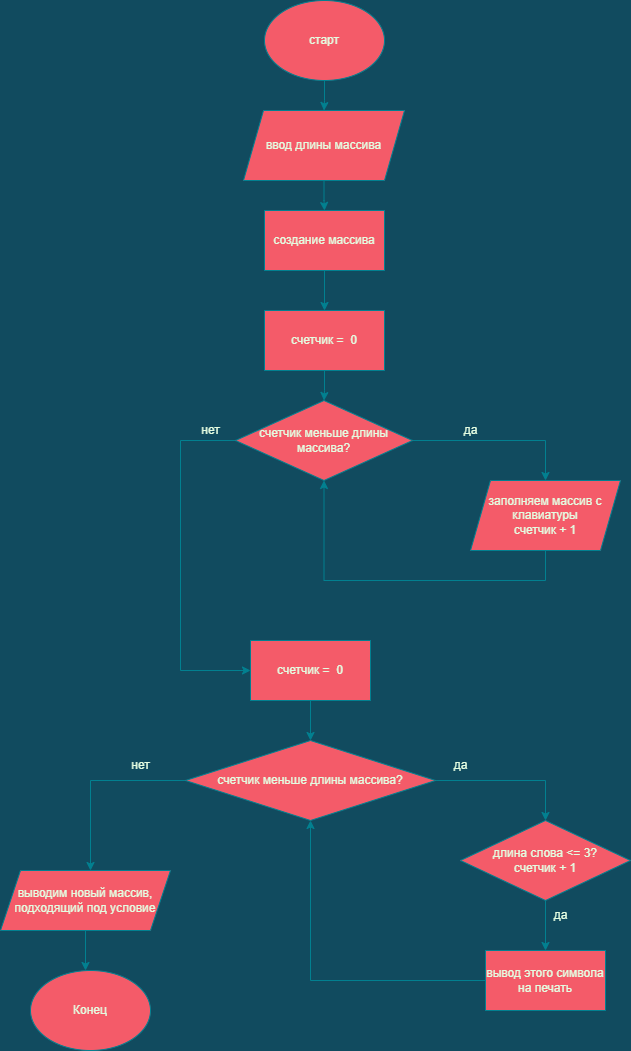 старт
ввод длины массива
создание массива
счетчик = 0
нет
счетчик меньше длины
массива?
да
заполняем массив с
клавиатуры
счетчик + 1
счетчик = 0
нет
счетчик меньше длины массива?
да
длина слова <= 3?
счетчик + 1
да
выводим новый массив,
подходящий под условие
вывод этого символа
на печать
Конец